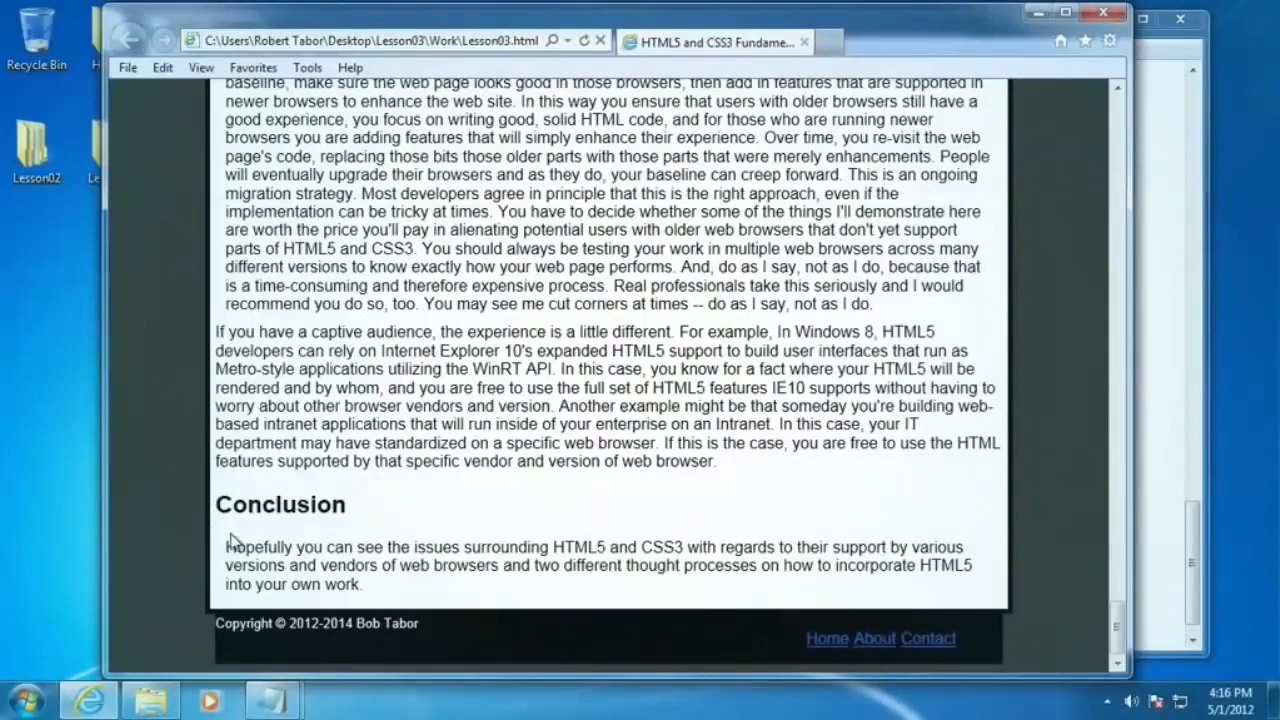 C:\Users\Robert Tabor\Desktop\Lesson03\Work\Lesson03.html
HTML5 and CSS3 Fundame...
Recycle Bin
File Edit View Favorites Tools Help
baseline, make sure the web page looks good in those browsers, then add in features that are supported in
newer browsers to enhance the web site. In this way you ensure that users with older browsers still have a
good experience, you focus on writing good, solid HTML code, and for those who are running newer
browsers you are adding features that will simply enhance their experience. Over time, you re-visit the web
page's code, replacing those bits those older parts with those parts that were merely enhancements. People
will eventually upgrade their browsers and as they do, your baseline can creep forward. This is an ongoing
migration strategy. Most developers agree in principle that this is the right approach, even if the
implementation can be tricky at times. You have to decide whether some of the things I'll demonstrate here
are worth the price you'll pay in alienating potential users with older web browsers that don't yet support
parts of HTML5 and CSS3. You should always be testing your work in multiple web browsers across many
different versions to know exactly how your web page performs. And, do as I say, not as I do, because that
is a time-consuming and therefore expensive process. Real professionals take this seriously and I would
recommend you do so, too. You may see me cut corners at times -- do as I say, not as I do.
Lesson02
If you have a captive audience, the experience is a little different. For example, In Windows 8, HTML5
developers can rely on Internet Explorer 10's expanded HTML5 support to build user interfaces that run as
Metro-style applications utilizing the WinRT API. In this case, you know for a fact where your HTML5 will be
rendered and by whom, and you are free to use the full set of HTML5 features IE10 supports without having to
worry about other browser vendors and version. Another example might be that someday you're building web-
based intranet applications that will run inside of your enterprise on an Intranet. In this case, your IT
department may have standardized on a specific web browser. If this is the case, you are free to use the HTML
features supported by that specific vendor and version of web browser.
Conclusion
Hopefully you can see the issues surrounding HTML5 and CSS3 with regards to their support by various
versions and vendors of web browsers and two different thought processes on how to incorporate HTML5
into your own work.
Copyright © 2012-2014 Bob Tabor
Home About Contact
4:16 PM
5/1/2012